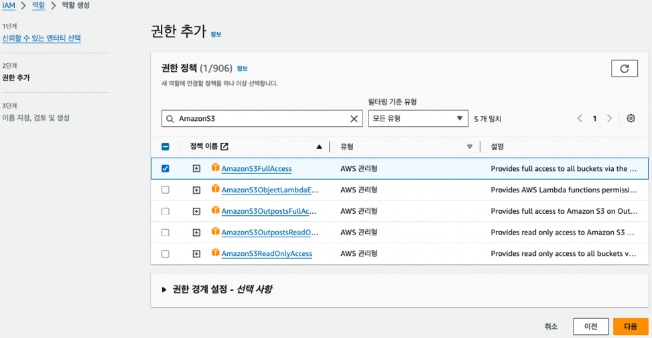 IAM > 역할 > 역할 생성
1단계
신뢰할 수 있는 엔터티 선택
2단계
권한 추가
3단계
이름 지정, 검토 및 생성
권한 추가 정보
권한 정책 (1/906) 정보
새 역할에 연결할 정책을 하나 이상 선택합니다.
필터링 기준 유형
AmazonS3
모든 유형
5 개 일치
1
정책 이름
유형
설명
AmazonS3FullAccess AWS 관리형 Provides full access to all buckets via the ...
AmazonS3ObjectLambdaE... AWS 관리형 Provides AWS Lambda functions permissi...
AmazonS3OutpostsFullAc... AWS 관리형 Provides full access to Amazon S3 on Out...
AmazonS3OutpostsReadO... AWS 관리형 Provides read only access to Amazon S3 ...
AmazonS3ReadOnlyAccess AWS 관리형 Provides read only access to all buckets v...
권한 경계 설정 - 선택 사항
취소
이전
다음